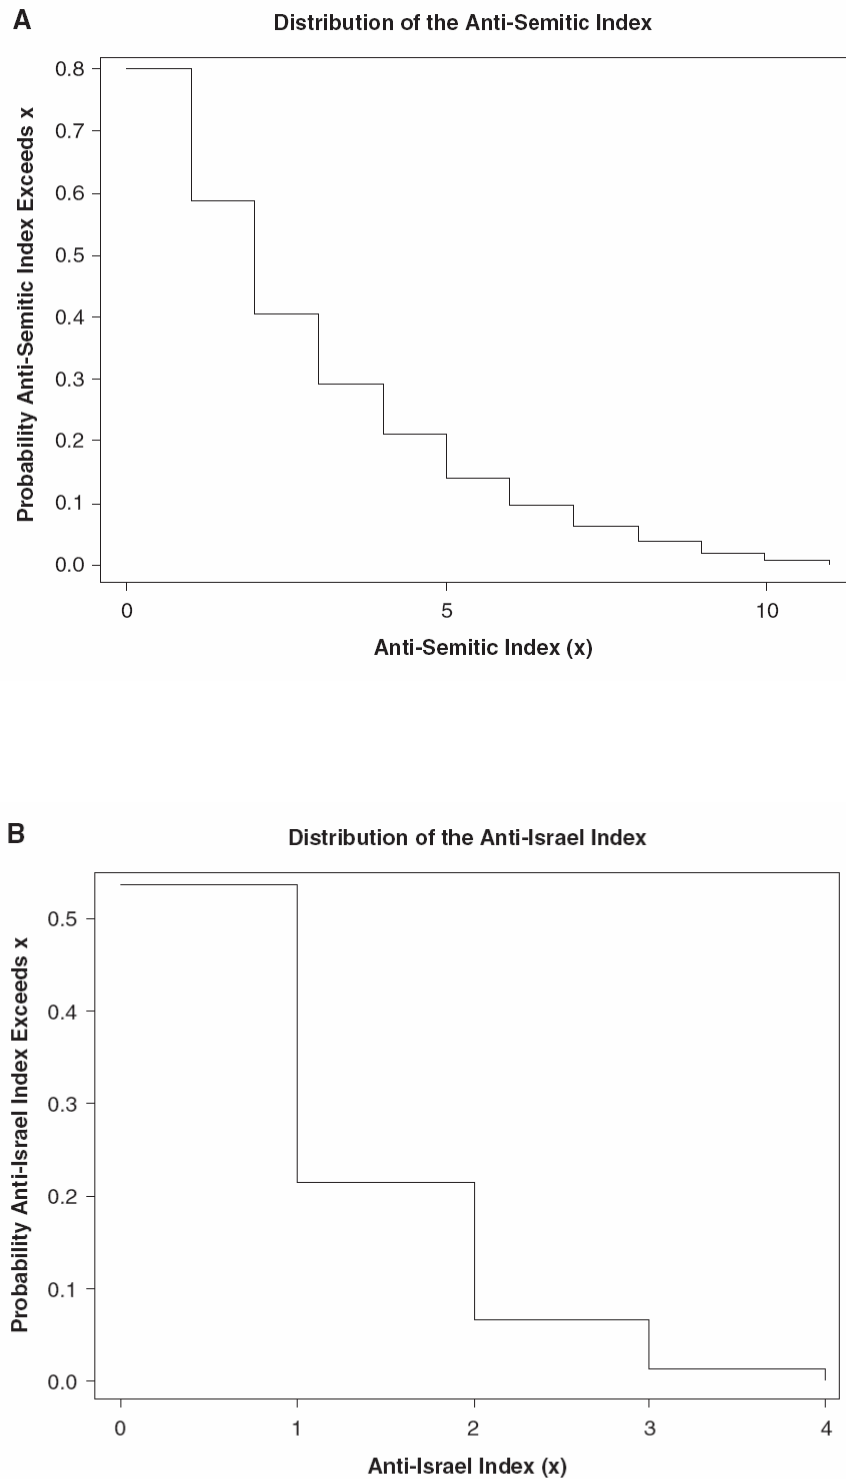 A
Distribution of the Anti-Semitic Index
Probability Anti-Semitic Index Exceeds x
0.8
0.7
0.6
0.5
0.4
0.3
0.2
0.1
0.0
0 5 10
Anti-Semitic Index (x)
B
Distribution of the Anti-Israel Index
Probability Anti-Israel Index Exceeds x
0.5
0.4
0.3
0.2
0.1
0.0
0 1 2 3 4
Anti-Israel Index (x)